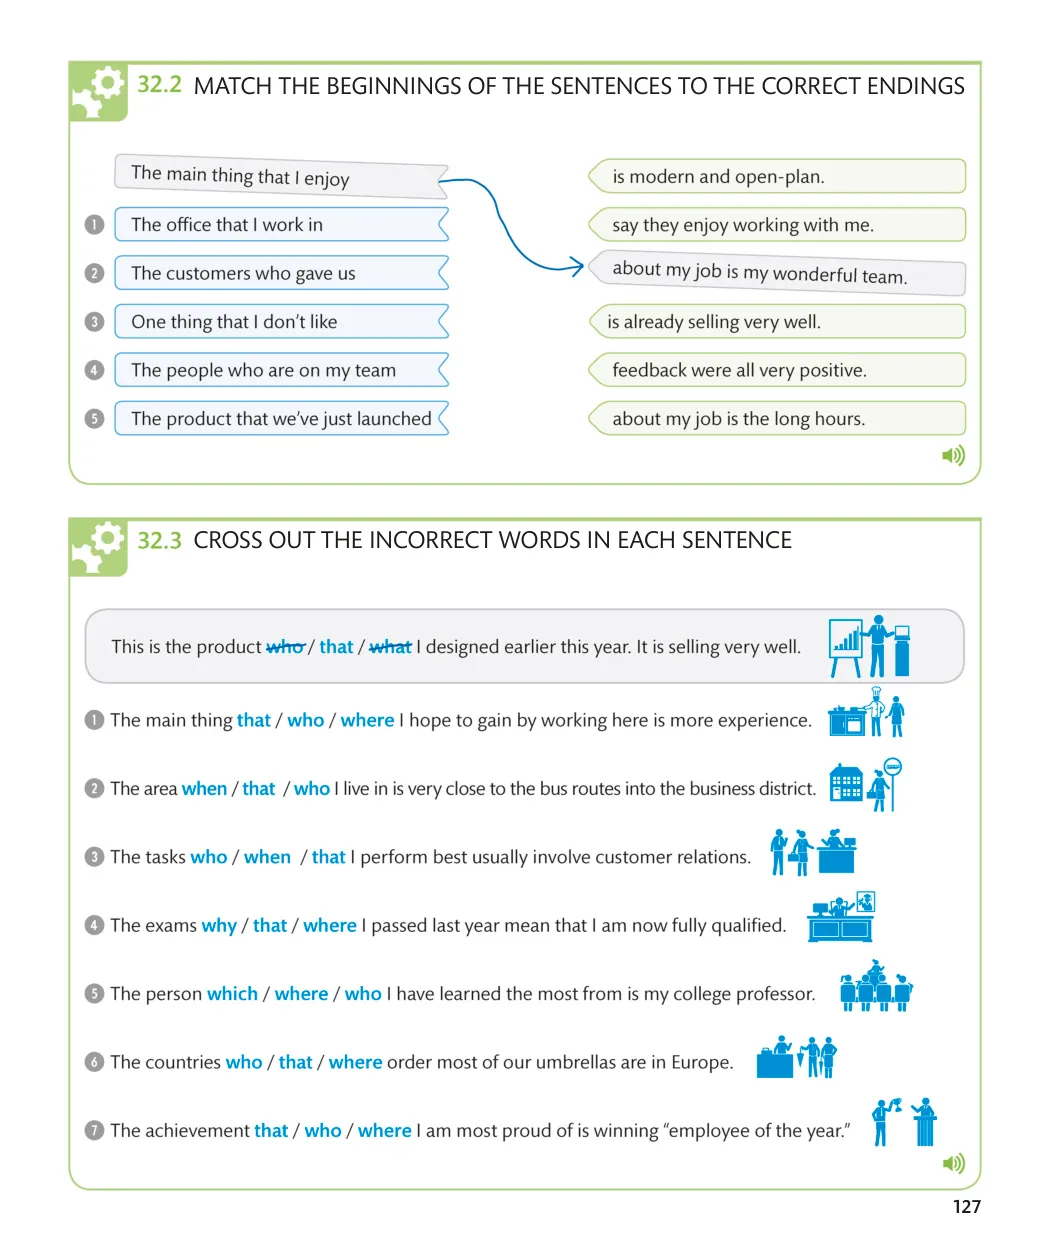 32.2 MATCH THE BEGINNINGS OF THE SENTENCES TO THE CORRECT ENDINGS
The main thing that I enjoy
1 The office that I work in
2 The customers who gave us
3 One thing that I don't like
4 The people who are on my team
5 The product that we've just launched
is modern and open-plan.
say they enjoy working with me.
about my job is my wonderful team.
is already selling very well.
feedback were all very positive.
about my job is the long hours.
32.3 CROSS OUT THE INCORRECT WORDS IN EACH SENTENCE
This is the product who / that / what I designed earlier this year. It is selling very well.
1 The main thing that / who / where I hope to gain by working here is more experience.
2 The area when / that / who I live in is very close to the bus routes into the business district.
3 The tasks who / when / that I perform best usually involve customer relations.
4 The exams why / that / where I passed last year mean that I am now fully qualified.
5 The person which / where / who I have learned the most from is my college professor.
6 The countries who / that / where order most of our umbrellas are in Europe.
7 The achievement that / who / where I am most proud of is winning “employee of the year.”
127